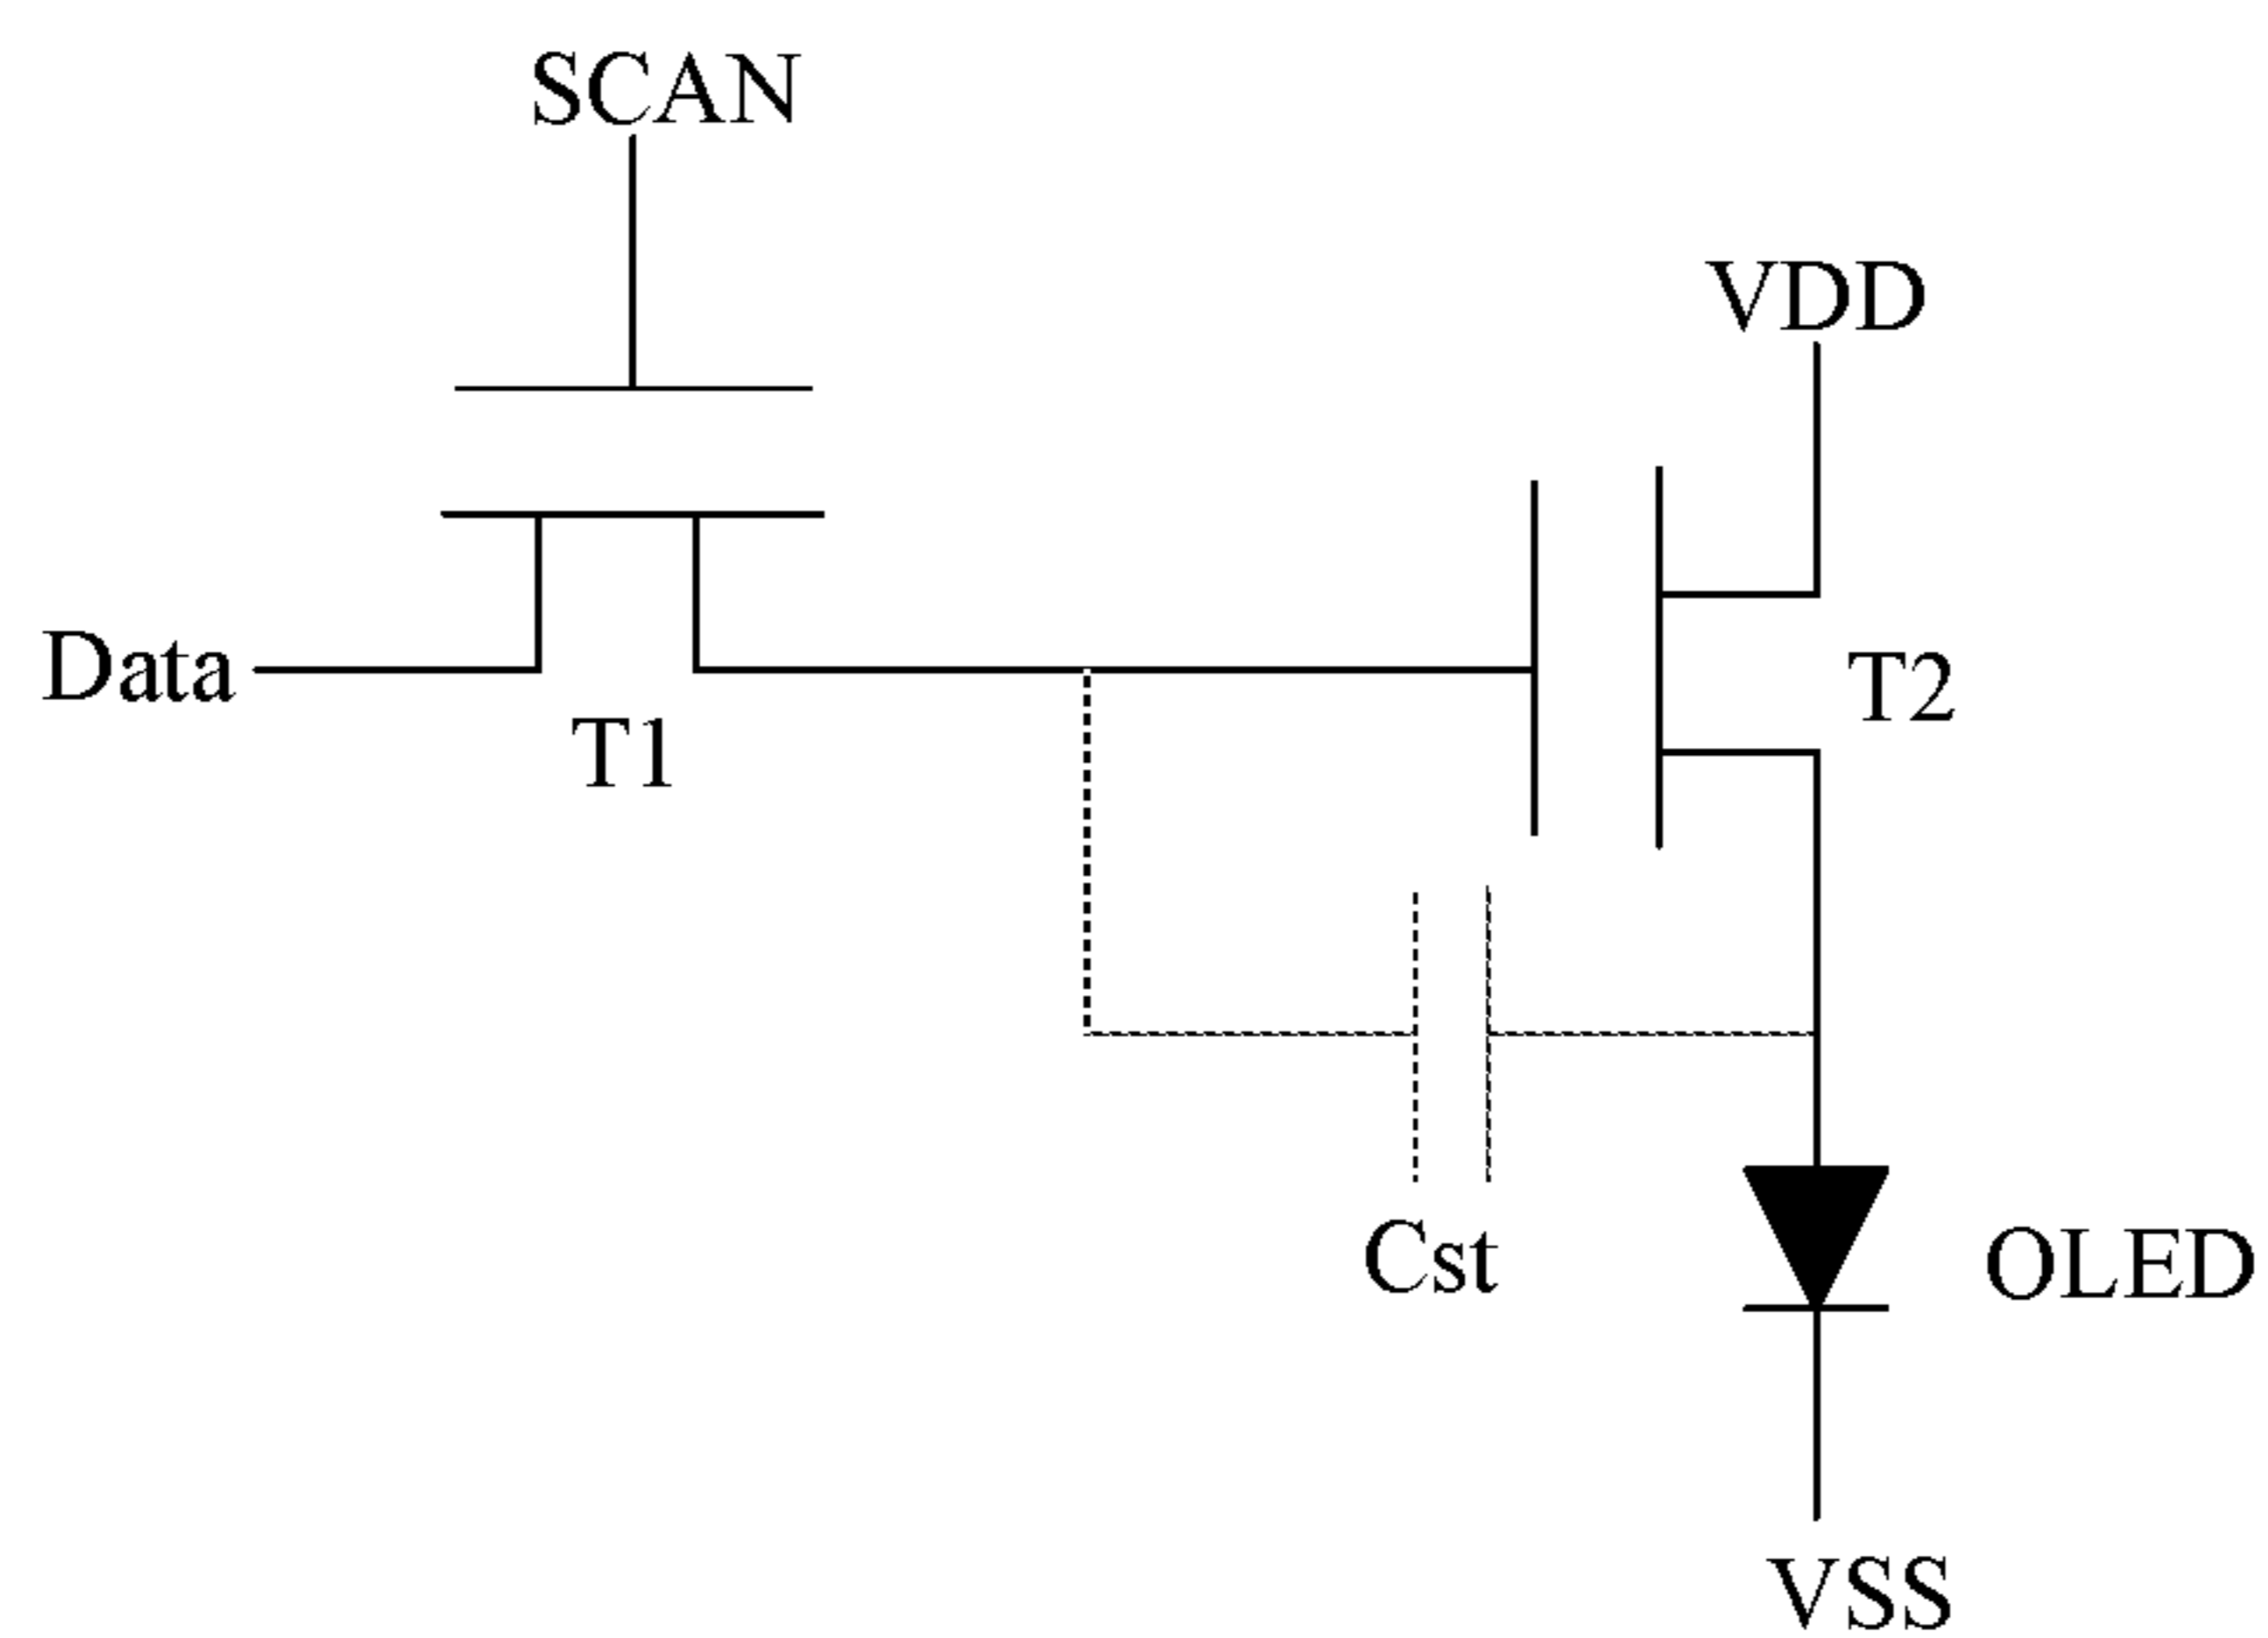 SCAN
VDD
Data
T2
T1
Cst
OLED
VSS